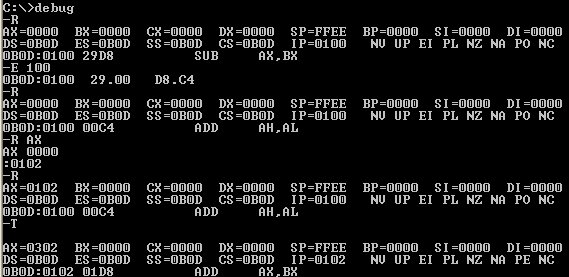 C:\>debug
-R
AX=0000  BX=0000  CX=0000  DX=0000  SP=FFEE  BP=0000  SI=0000  DI=0000
DS=0B0D  ES=0B0D  SS=0B0D  CS=0B0D  IP=0100   NV UP EI PL NZ NA PO NC
0B0D:0100 29D8          SUB     AX,BX
-E 100
0B0D:0100  29.00   D8.C4
-R
AX=0000  BX=0000  CX=0000  DX=0000  SP=FFEE  BP=0000  SI=0000  DI=0000
DS=0B0D  ES=0B0D  SS=0B0D  CS=0B0D  IP=0100   NV UP EI PL NZ NA PO NC
0B0D:0100 00C4          ADD     AH,AL
-R AX
AX 0000
:0102
-R
AX=0102  BX=0000  CX=0000  DX=0000  SP=FFEE  BP=0000  SI=0000  DI=0000
DS=0B0D  ES=0B0D  SS=0B0D  CS=0B0D  IP=0100   NV UP EI PL NZ NA PO NC
0B0D:0100 00C4          ADD     AH,AL
-T
AX=0302  BX=0000  CX=0000  DX=0000  SP=FFEE  BP=0000  SI=0000  DI=0000
DS=0B0D  ES=0B0D  SS=0B0D  CS=0B0D  IP=0102   NV UP EI PL NZ NA PE NC
0B0D:0102 01D8          ADD     AX,BX